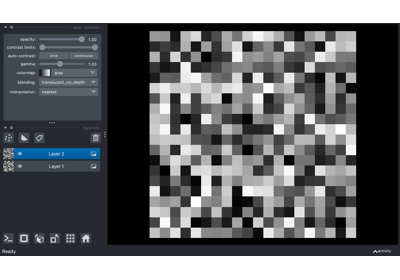 opacity: 1.00
contrast limits:
auto-contrast: once continuous
gamma: 1.00
colormap: gray
blending: translucent_no_depth
interpolation: nearest
Layer 2
Layer 1
Ready
activity